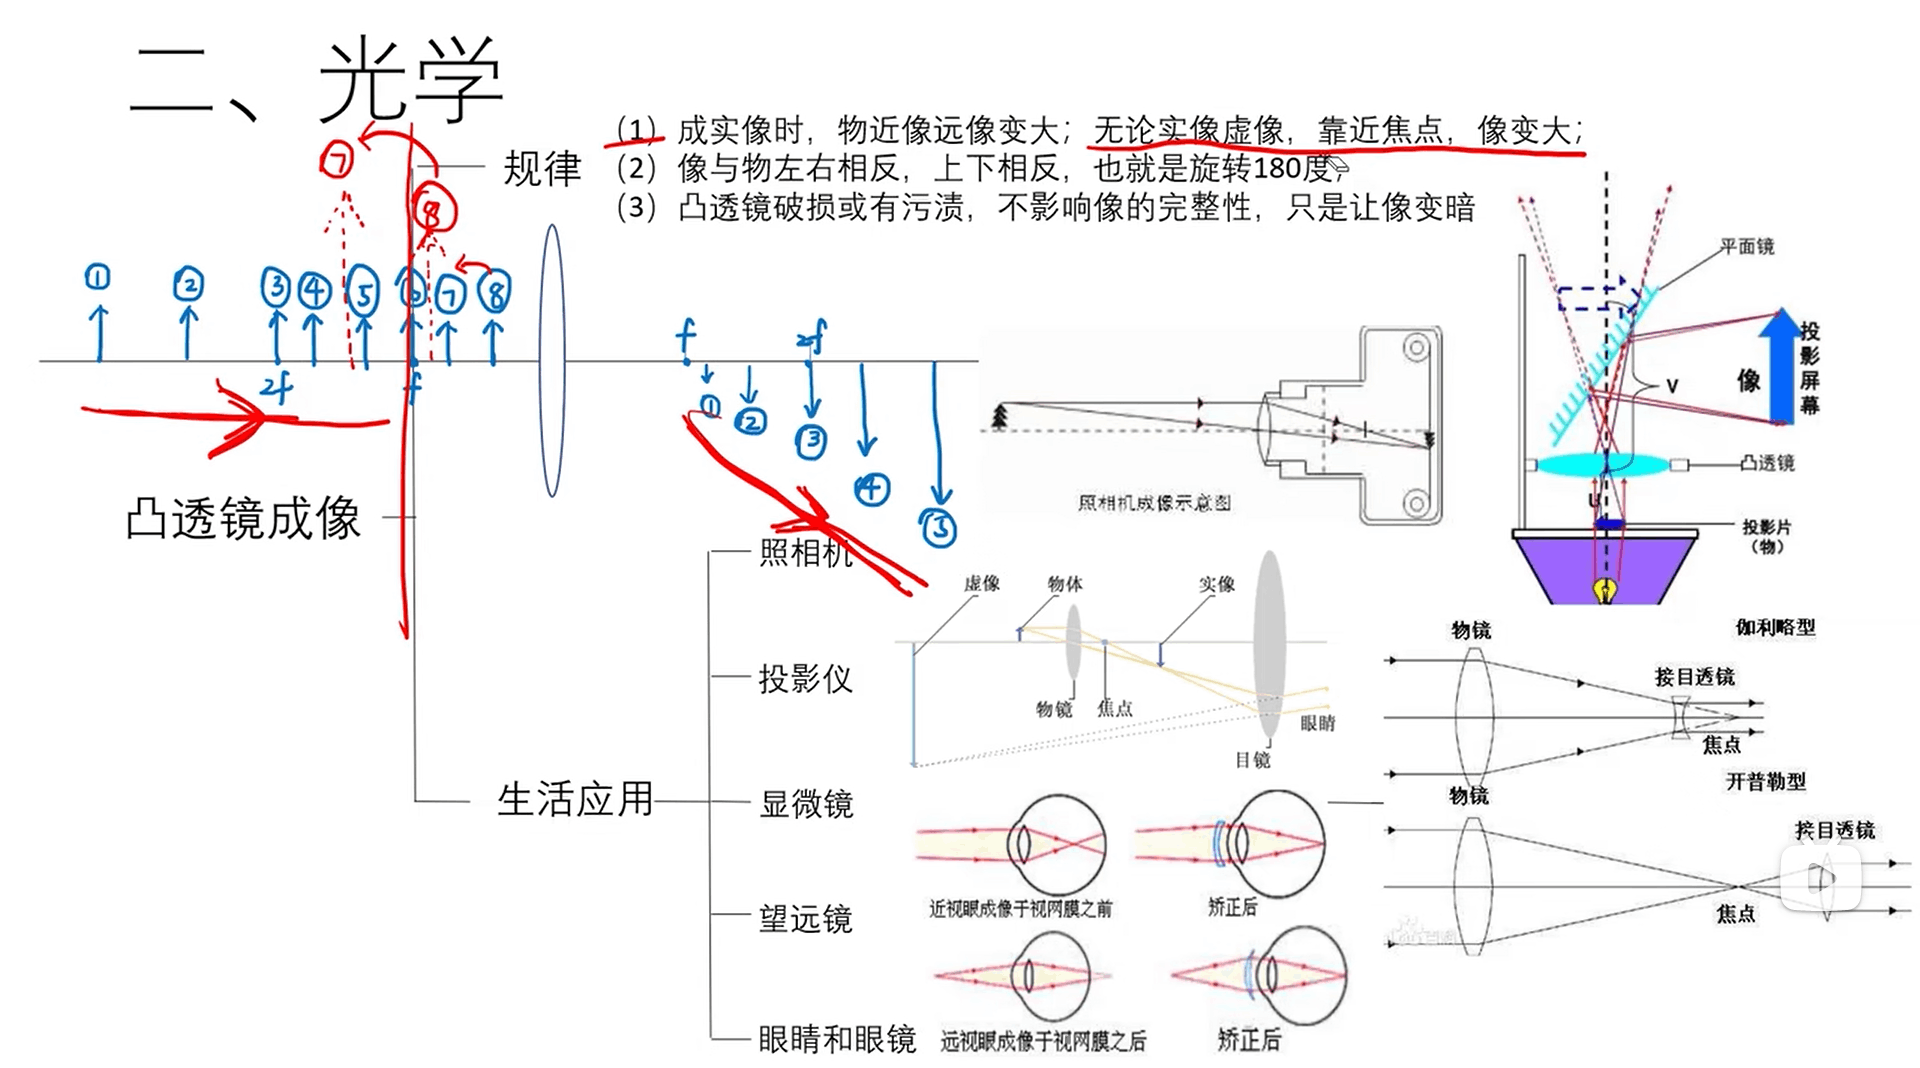 二、光学
规律
（1）成实像时，物近像远像变大；无论实像虚像，靠近焦点，像变大；
（2）像与物左右相反，上下相反，也就是旋转180度；
（3）凸透镜破损或有污渍，不影响像的完整性，只是让像变暗
⑦
⑧
① ② ③ ④ ⑤ ⑥ ⑦ ⑧
2f f
f 2f
① ② ③ ④ ⑤
凸透镜成像
照相机成像示意图
平面镜
像
投影屏幕
V
凸透镜
U
投影片
（物）
生活应用
照相机
投影仪
显微镜
望远镜
眼睛和眼镜
虚像
物体
实像
物镜
焦点
眼睛
目镜
近视眼成像于视网膜之前
矫正后
远视眼成像于视网膜之后
矫正后
伽利略型
物镜
接目透镜
焦点
开普勒型
物镜
接目透镜
焦点